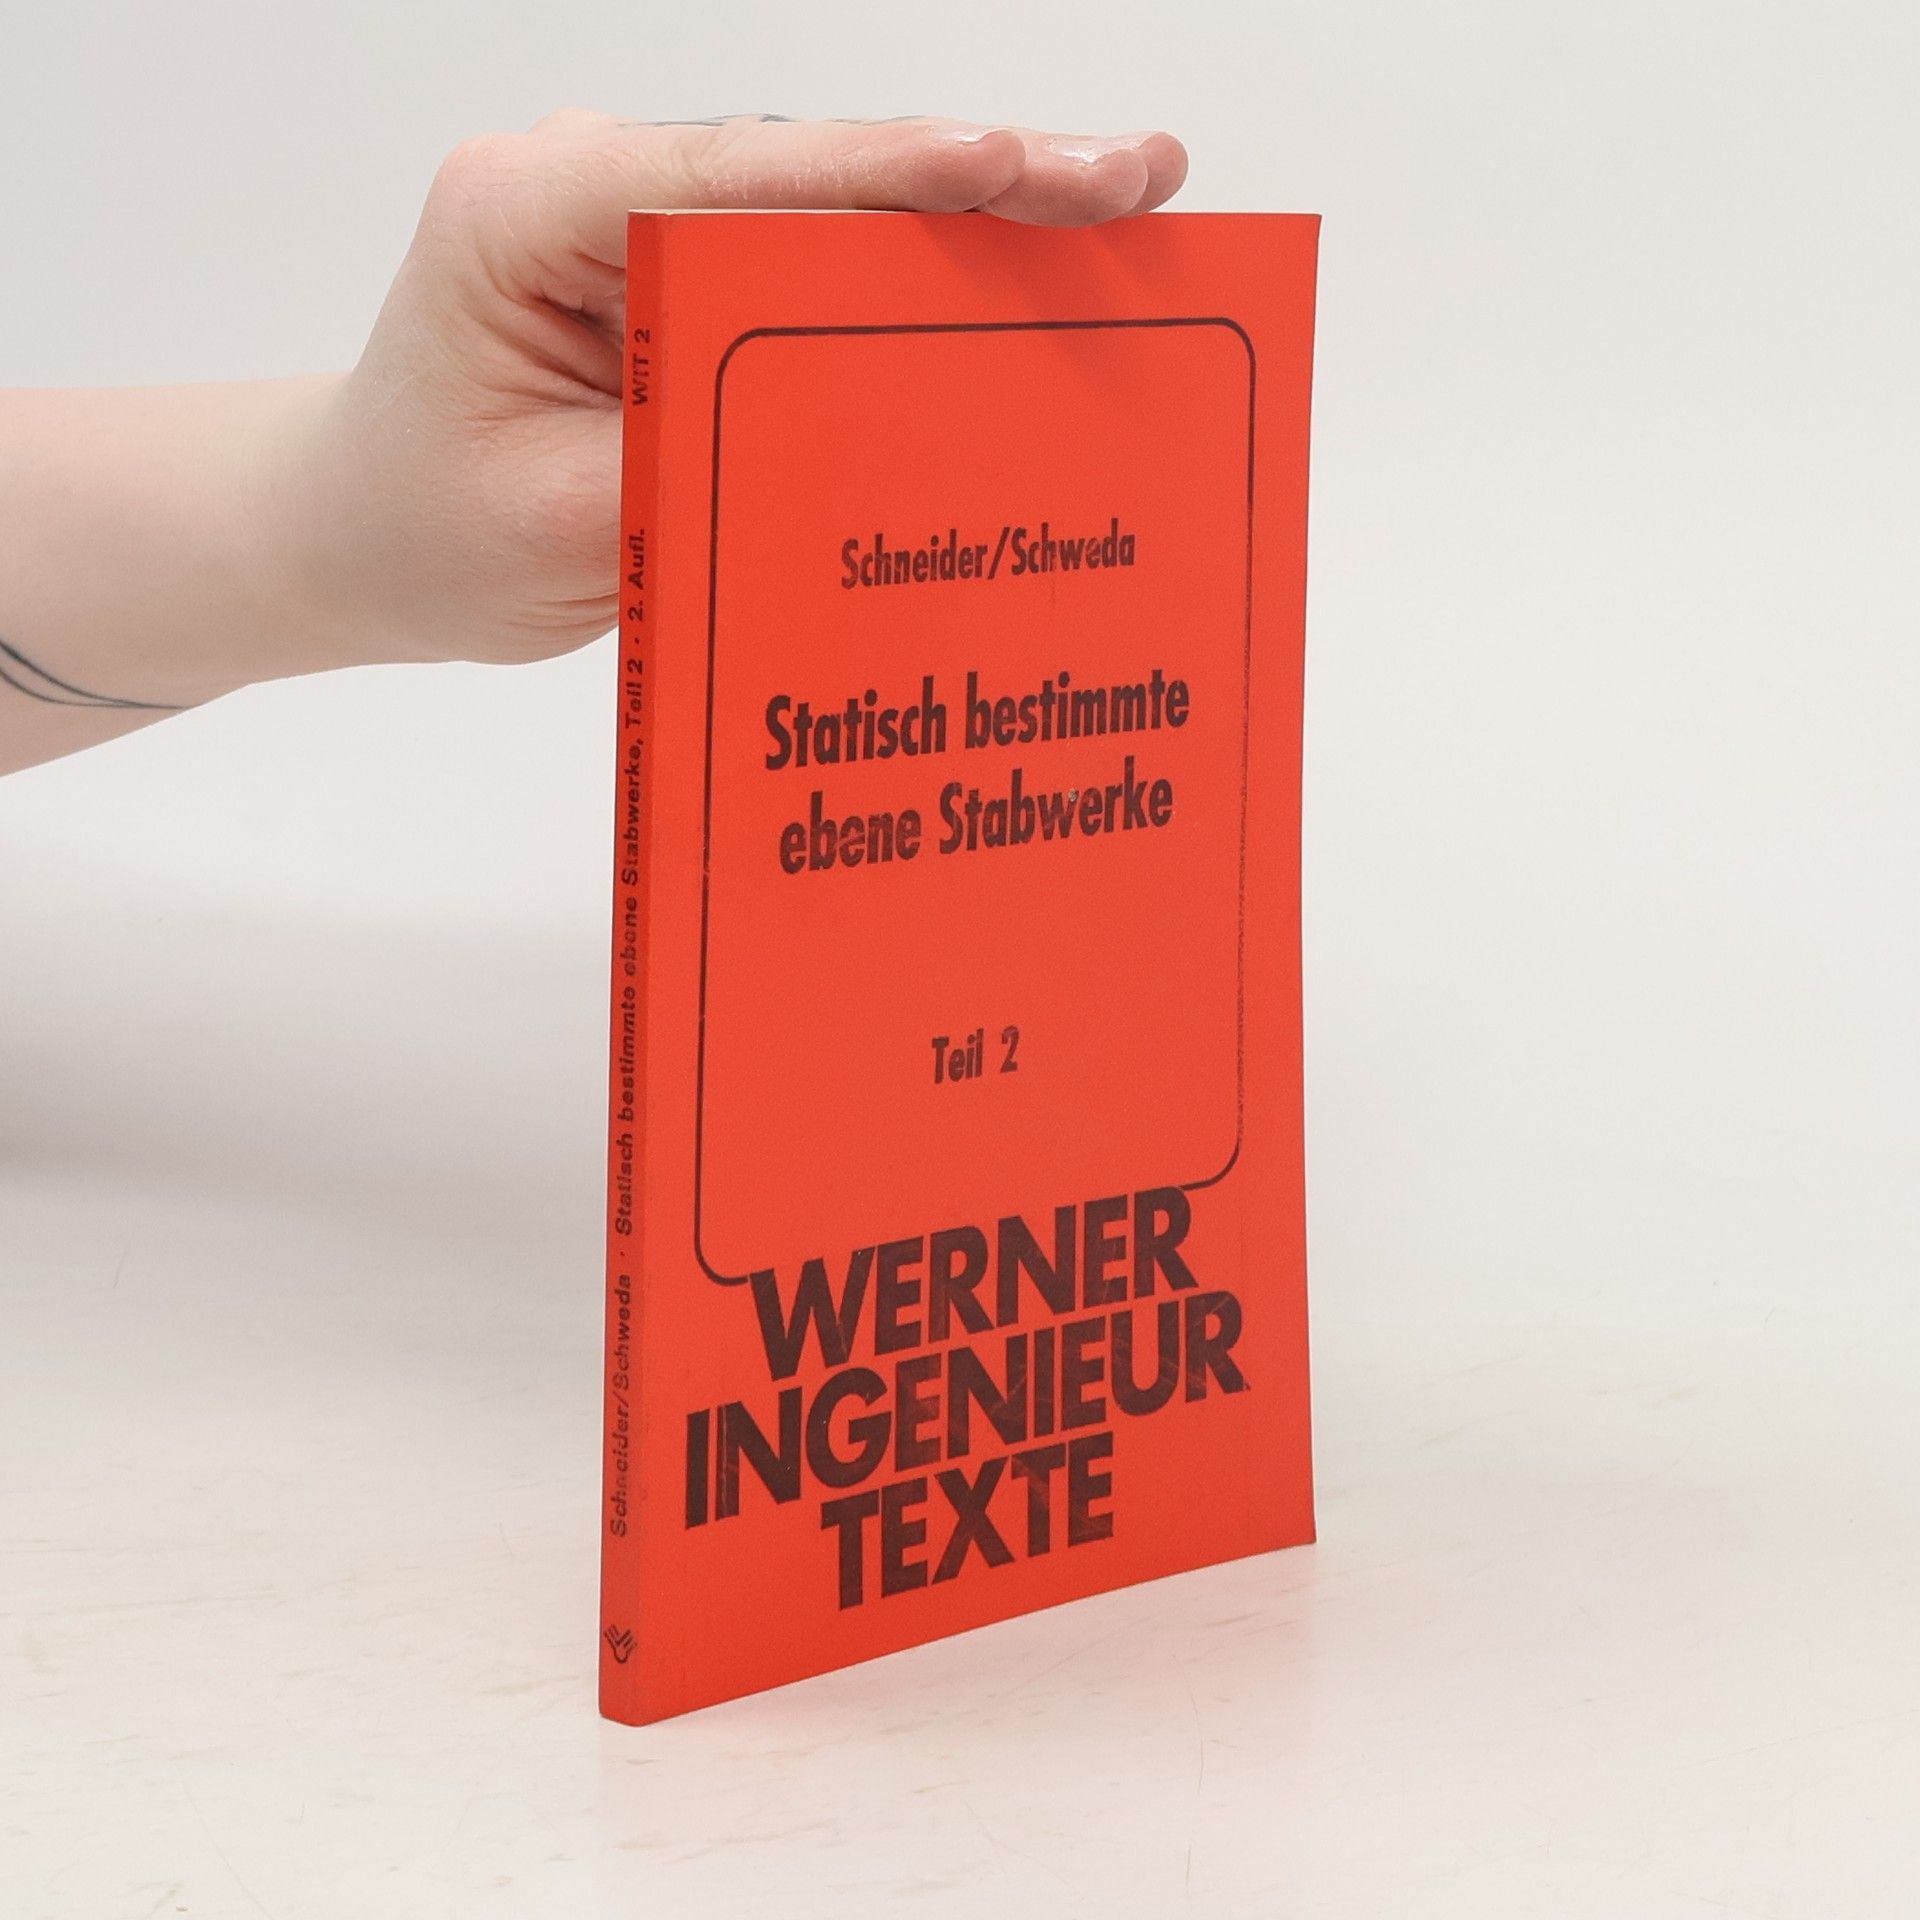 Schneider/Schweda
Statisch bestimmte
ebene Stabwerke
Teil 2
WERNER
INGENIEUR
TEXTE
Schneider/Schweda · Statisch bestimmte ebene Stabwerke, Teil 2 · 2. Aufl. WIT 2